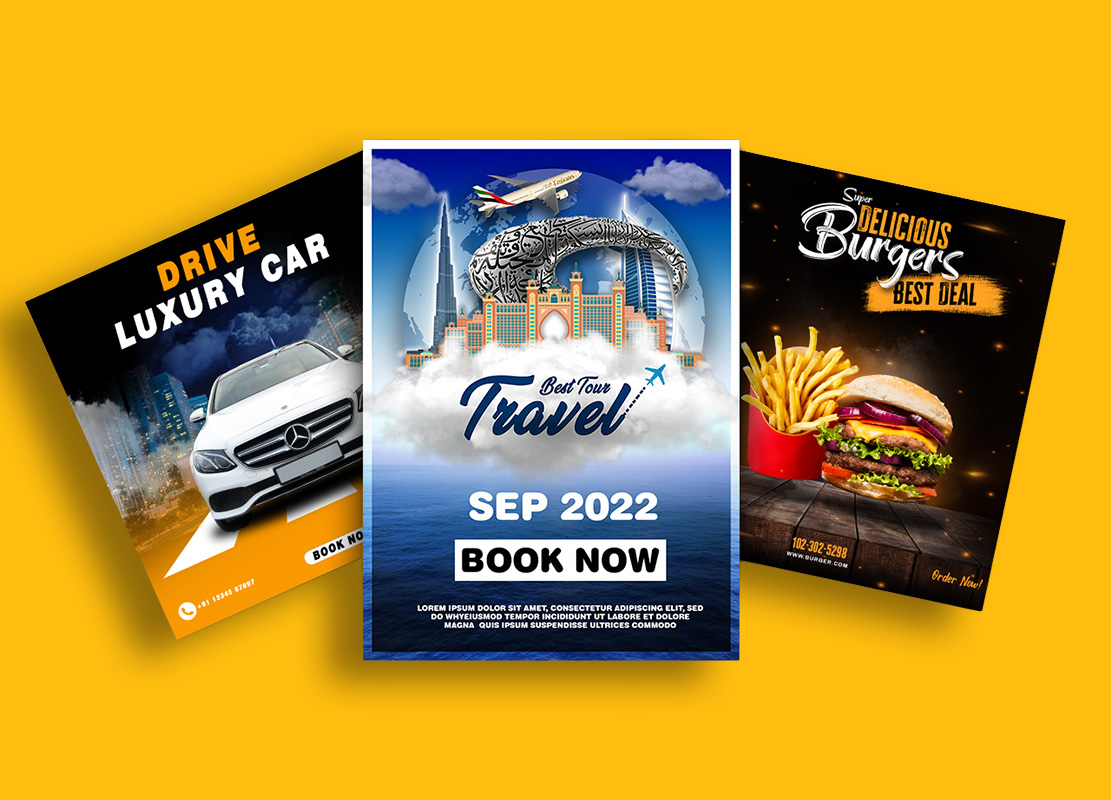 DRIVE
LUXURY CAR
BOOK NO
+91 12345 67897
Emirates
Best Tour
Travel
SEP 2022
BOOK NOW
LOREM IPSUM DOLOR SIT AMET, CONSECTETUR ADIPISCING ELIT, SED
DO WHYEIUSMOD TEMPOR INCIDIDUNT UT LABORE ET DOLORE
MAGNA QUIS IPSUM SUSPENDISSE ULTRICES COMMODO
Super
DELICIOUS
Burgers
BEST DEAL
102-302-5298
WWW.BURGER.COM
Order Now!